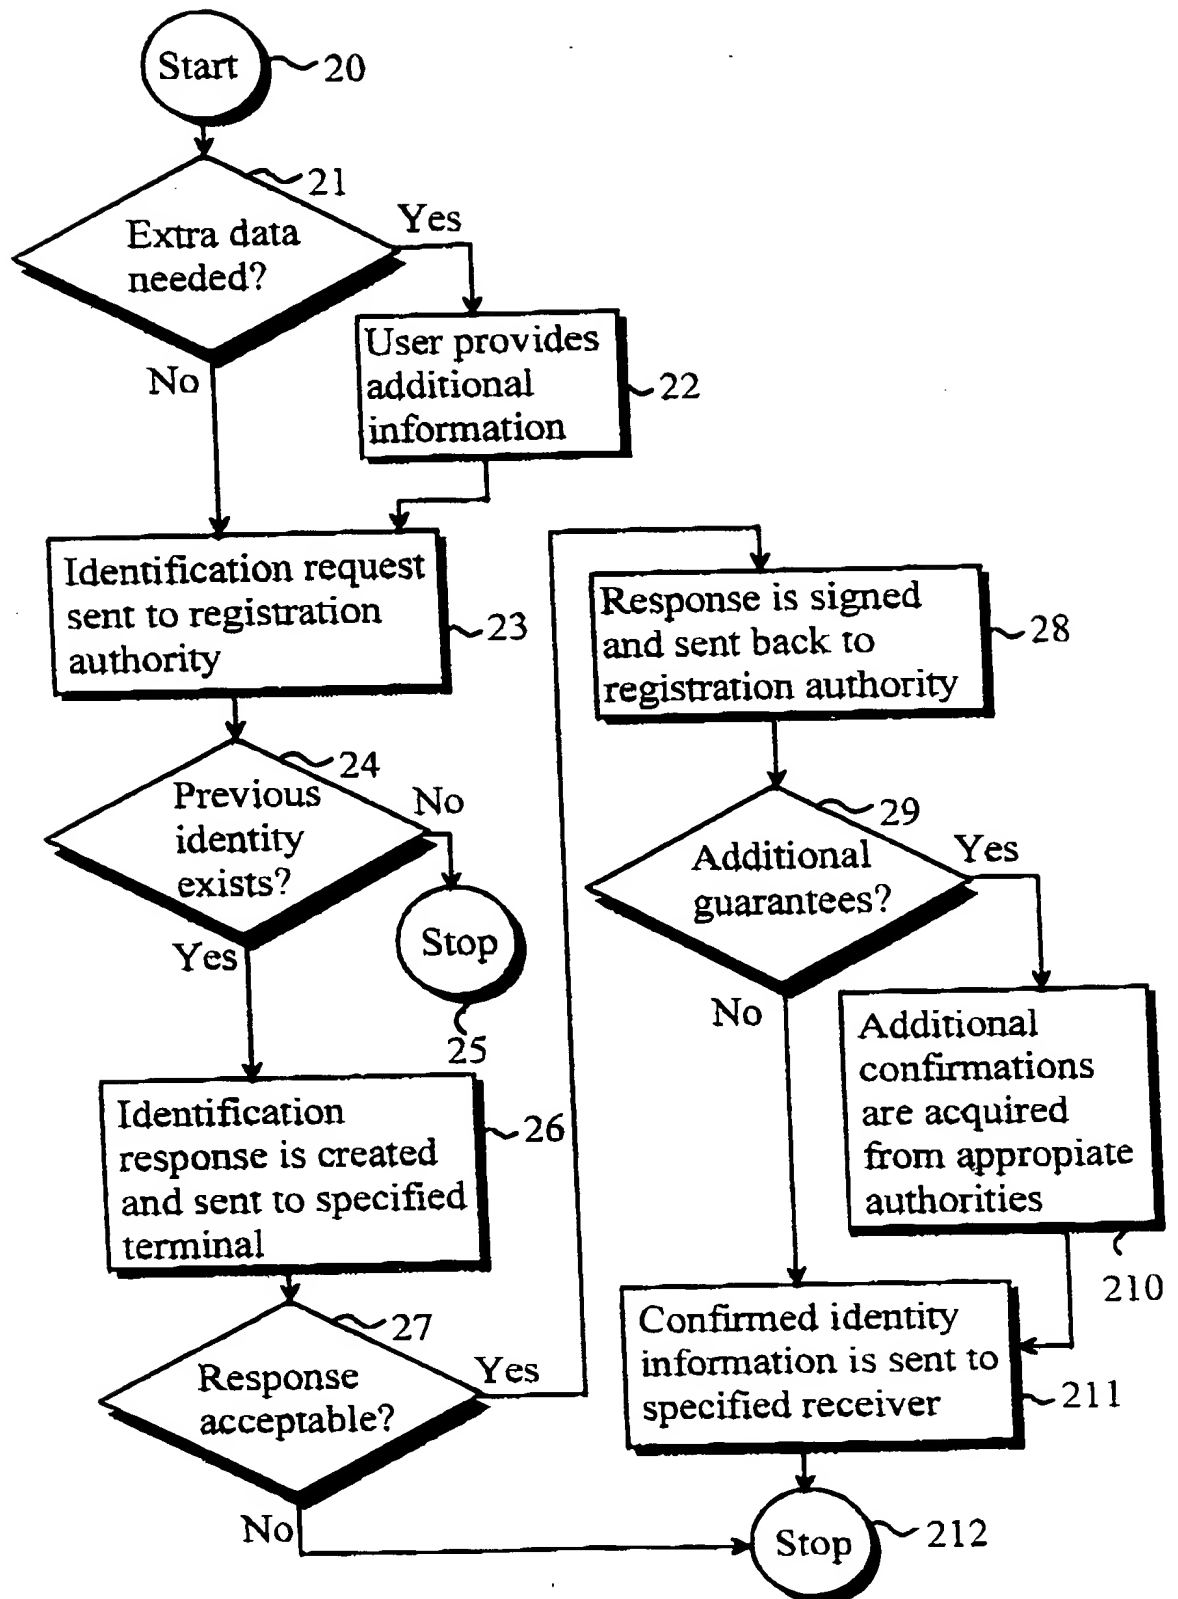 Start
20
21
Extra data
needed?
Yes
No
User provides
additional
information
22
Identification request
sent to registration
authority
23
24
Previous
identity
exists?
No
Yes
Stop
25
Identification
response is created
and sent to specified
terminal
26
27
Response
acceptable?
Yes
No
Response is signed
and sent back to
registration authority
28
29
Additional
guarantees?
Yes
No
Additional
confirmations
are acquired
from appropiate
authorities
210
Confirmed identity
information is sent to
specified receiver
211
Stop
212